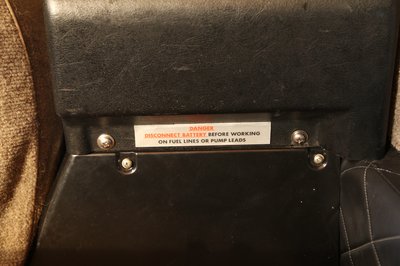 DANGER
DISCONNECT BATTERY BEFORE WORKING
ON FUEL LINES OR PUMP LEADS